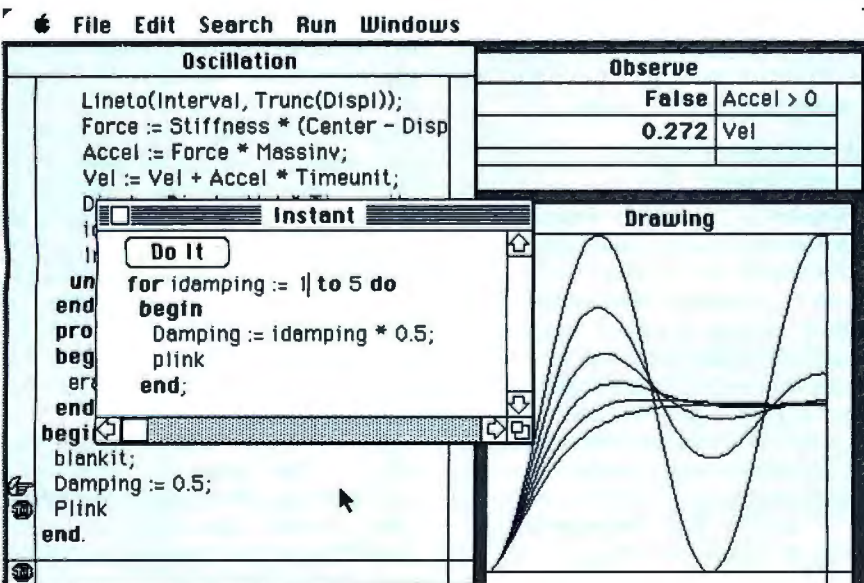 File Edit Search Run Windows
Oscillation
Lineto(Interval, Trunc(Displ));
Force := Stiffness * (Center - Disp
Accel := Force * Massinv;
Vel := Vel + Accel * Timeunit;
un
end
pro
beg
era
end
begi
blankit;
Damping := 0.5;
Plink
end.
Instant
Do It
for idamping := 1 to 5 do
begin
Damping := idamping * 0.5;
plink
end;
Observe
False Accel > 0
0.272 Vel
Drawing